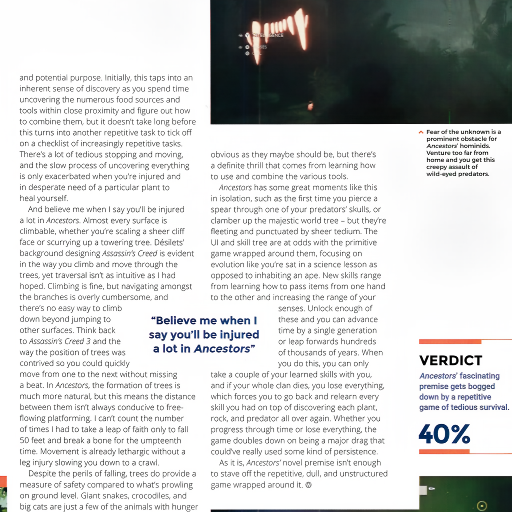 and potential purpose. Initially, this taps into an
inherent sense of discovery as you spend time
uncovering the numerous food sources and
tools within close proximity and figure out how
to combine them, but it doesn't take long before
this turns into another repetitive task to tick off
on a checklist of increasingly repetitive tasks.
There's a lot of tedious stopping and moving,
and the slow process of uncovering everything
is only exacerbated when you're injured and
in desperate need of a particular plant to
heal yourself.
And believe me when I say you'll be injured
a lot in Ancestors. Almost every surface is
climbable, whether you're scaling a sheer cliff
face or scurrying up a towering tree. Désilets'
background designing Assassin's Creed is evident
in the way you climb and move through the
trees, yet traversal isn't as intuitive as I had
hoped. Climbing is fine, but navigating amongst
the branches is overly cumbersome, and
there's no easy way to climb
down beyond jumping to
other surfaces. Think back
to Assassin's Creed 3 and the
way the position of trees was
contrived so you could quickly
move from one to the next without missing
a beat. In Ancestors, the formation of trees is
much more natural, but this means the distance
between them isn't always conducive to free-
flowing platforming. I can't count the number
of times I had to take a leap of faith only to fall
50 feet and break a bone for the umpteenth
time. Movement is already lethargic without a
leg injury slowing you down to a crawl.
Despite the perils of falling, trees do provide a
measure of safety compared to what's prowling
on ground level. Giant snakes, crocodiles, and
big cats are just a few of the animals with hunger
obvious as they maybe should be, but there's
a definite thrill that comes from learning how
to use and combine the various tools.
Ancestors has some great moments like this
in isolation, such as the first time you pierce a
spear through one of your predators' skulls, or
clamber up the majestic world tree – but they're
fleeting and punctuated by sheer tedium. The
UI and skill tree are at odds with the primitive
game wrapped around them, focusing on
evolution like you're sat in a science lesson as
opposed to inhabiting an ape. New skills range
from learning how to pass items from one hand
to the other and increasing the range of your
senses. Unlock enough of
these and you can advance
time by a single generation
or leap forwards hundreds
of thousands of years. When
you do this, you can only
take a couple of your learned skills with you,
and if your whole clan dies, you lose everything,
which forces you to go back and relearn every
skill you had on top of discovering each plant,
rock, and predator all over again. Whether you
progress through time or lose everything, the
game doubles down on being a major drag that
could've really used some kind of persistence.
As it is, Ancestors' novel premise isn't enough
to stave off the repetitive, dull, and unstructured
game wrapped around it.
"Believe me when I
say you'll be injured
a lot in Ancestors"
Fear of the unknown is a
prominent obstacle for
Ancestors' hominids.
Venture too far from
home and you get this
creepy assault of
wild-eyed predators.
VERDICT
Ancestors' fascinating
premise gets bogged
down by a repetitive
game of tedious survival.
40%